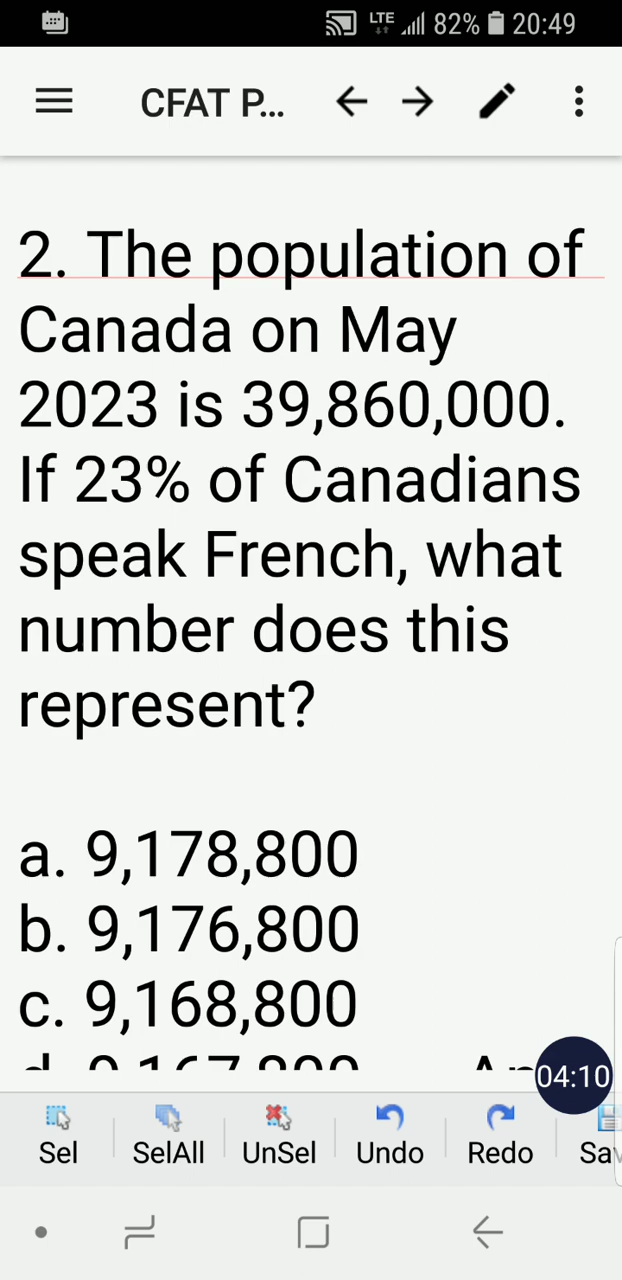 LTE 82% 20:49
CFAT P...
2. The population of
Canada on May
2023 is 39,860,000.
If 23% of Canadians
speak French, what
number does this
represent?
a. 9,178,800
b. 9,176,800
c. 9,168,800
04:10
Sel SelAll UnSel Undo Redo